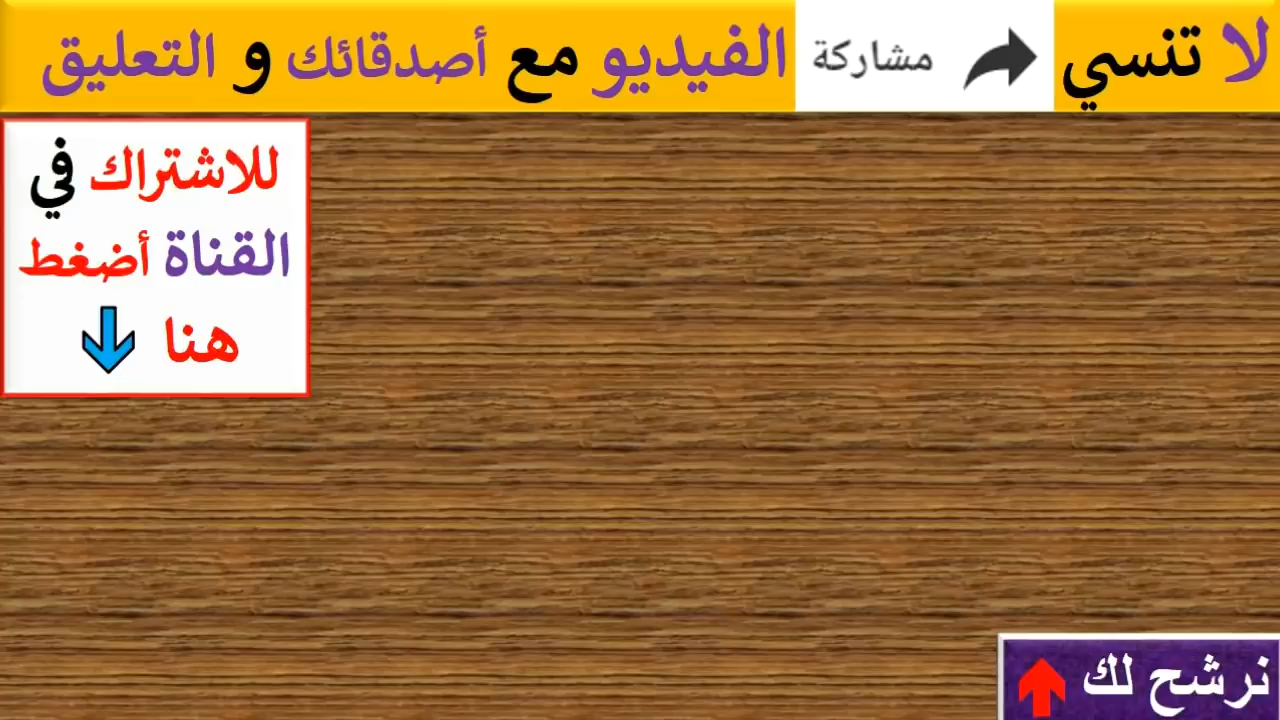 لا تنسي مشاركة الفيديو مع أصدقائك و التعليق
للاشتراك في
القناة أضغط
هنا
نرشح لك